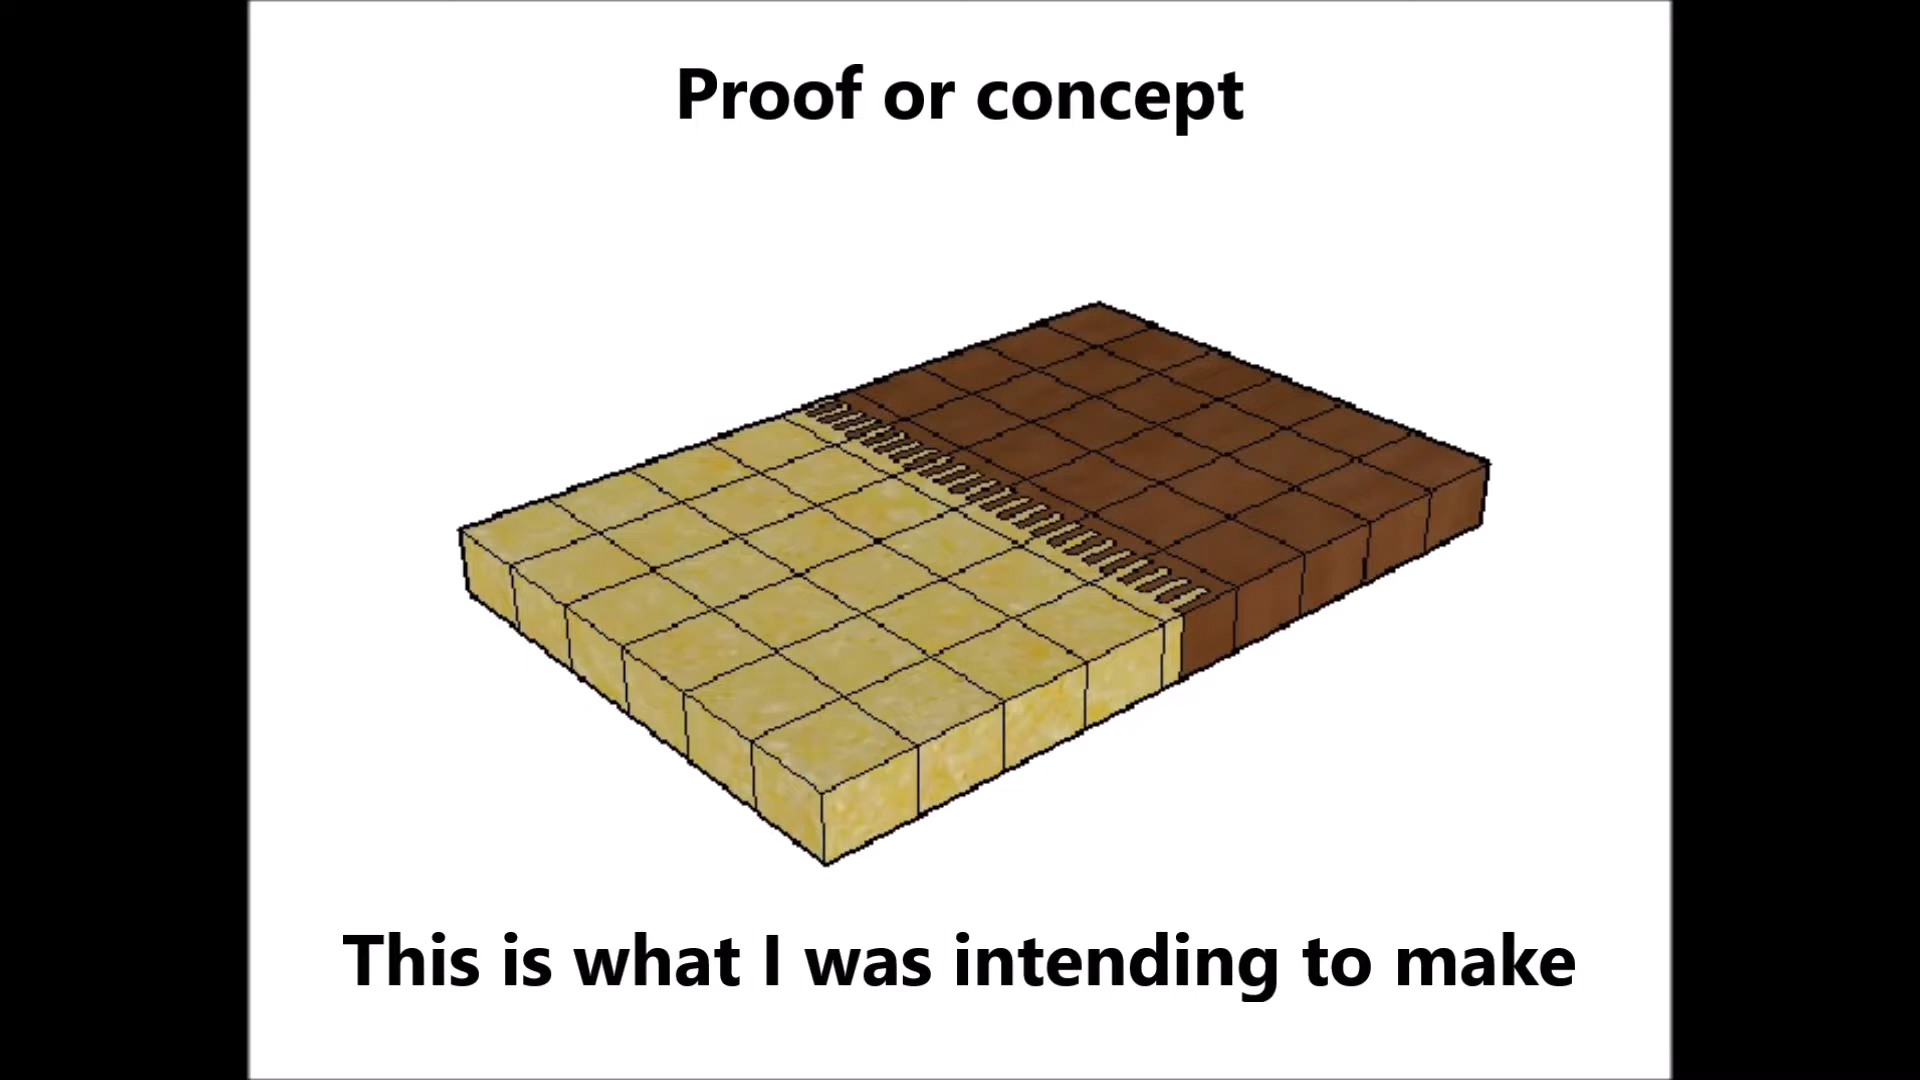 Proof or concept
This is what I was intending to make